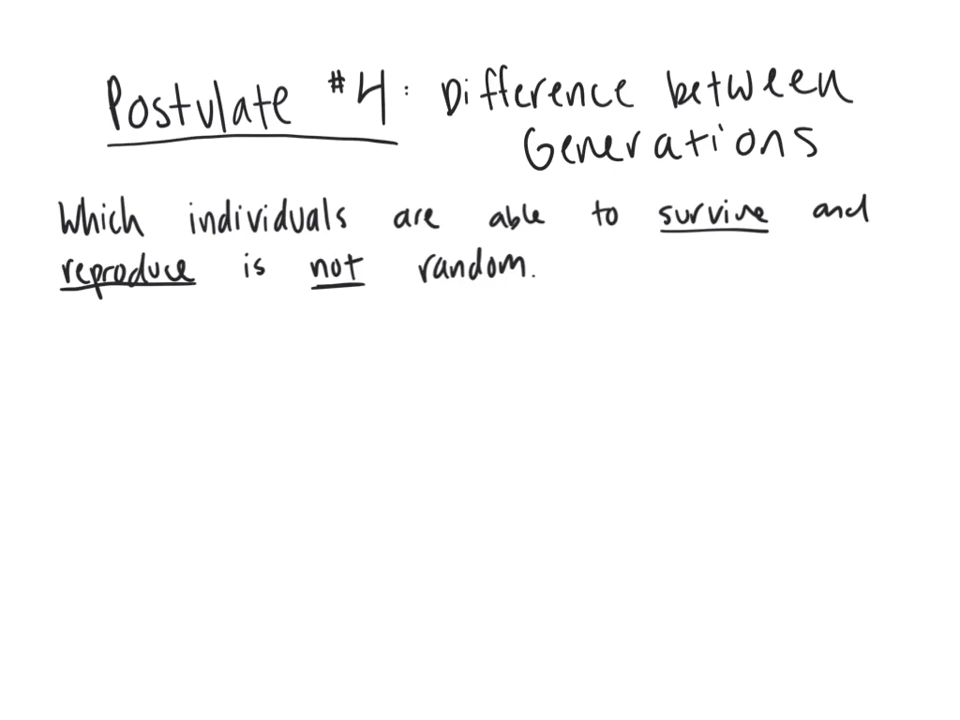 Postulate #4: Difference between
Generations
Which individuals are able to survive and
reproduce is not random.